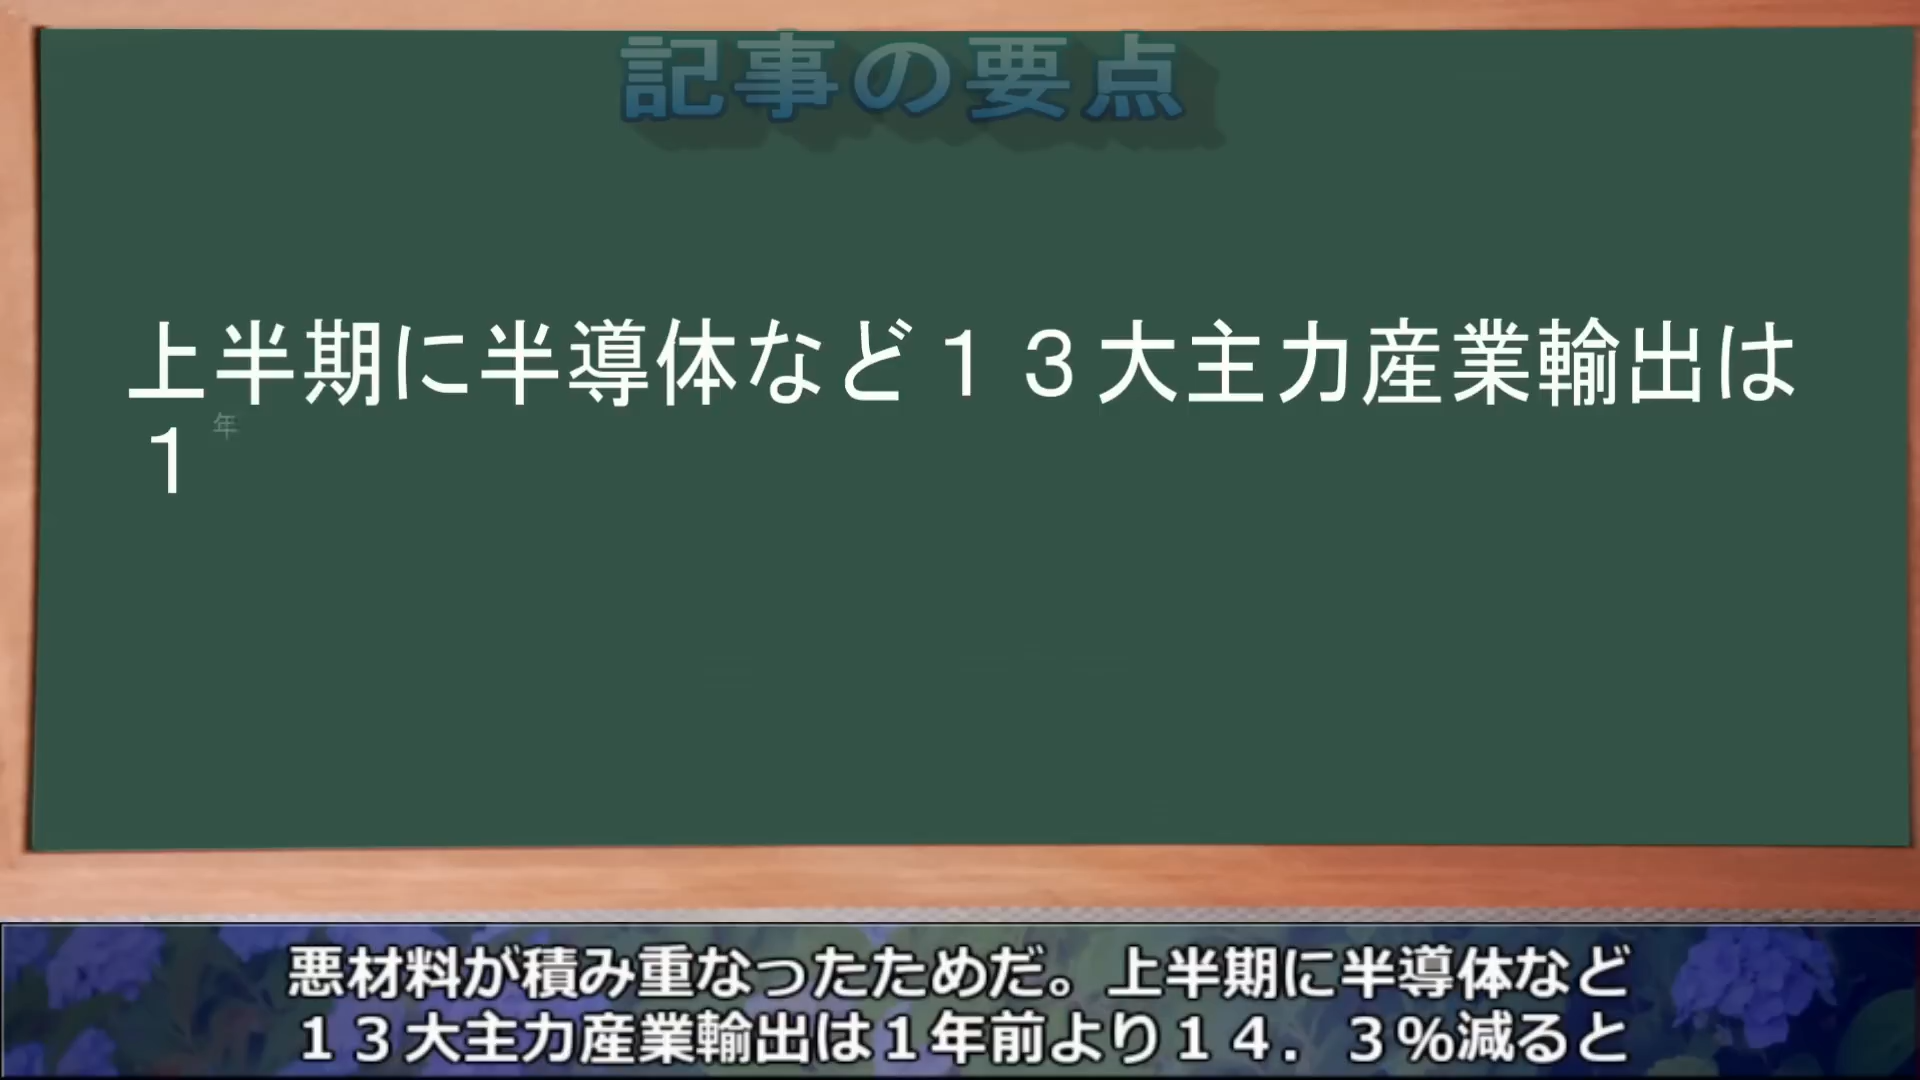 記事の要点
上半期に半導体など１３大主力産業輸出は
１年
悪材料が積み重なったためだ。上半期に半導体など
１３大主力産業輸出は１年前より１４．３％減ると